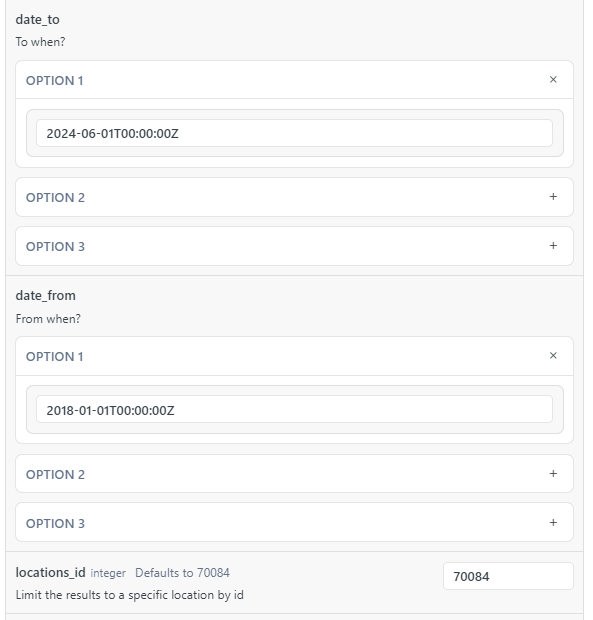 date_to
To when?
OPTION 1 ×
2024-06-01T00:00:00Z
OPTION 2 +
OPTION 3 +
date_from
From when?
OPTION 1 ×
2018-01-01T00:00:00Z
OPTION 2 +
OPTION 3 +
locations_id integer Defaults to 70084 70084
Limit the results to a specific location by id